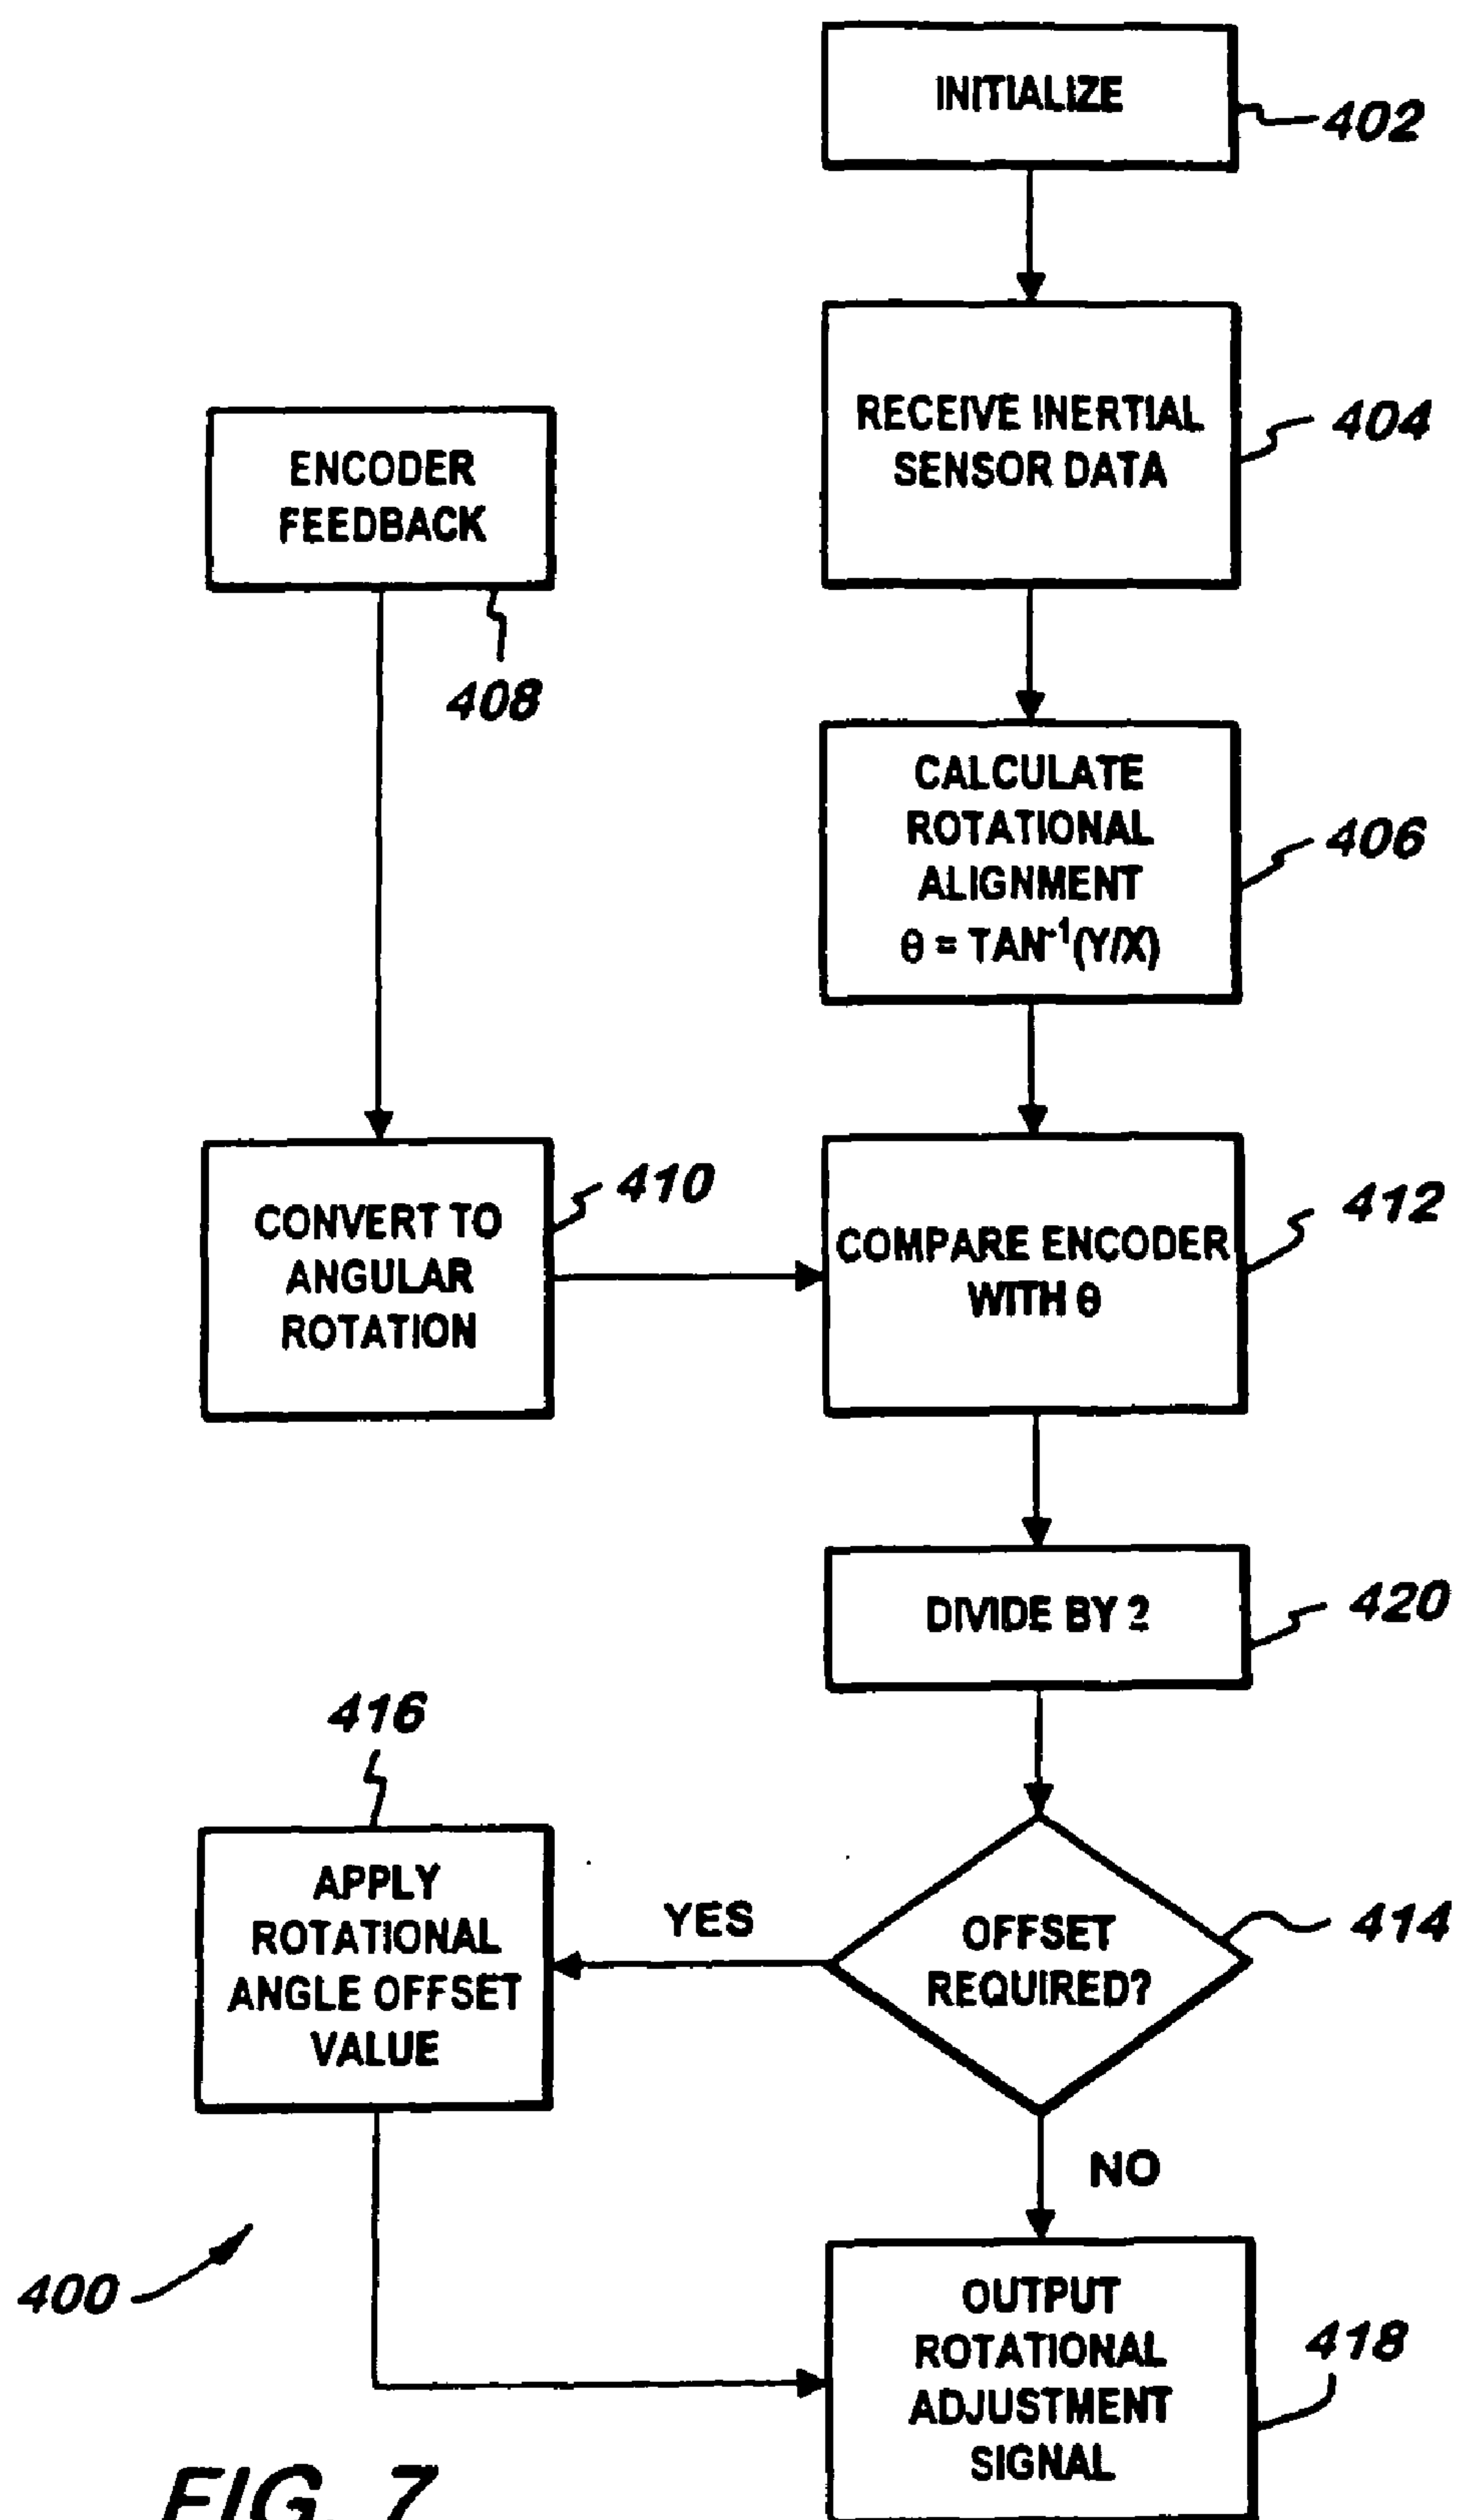 INITIALIZE
402
RECEIVE INERTIAL
SENSOR DATA
404
ENCODER
FEEDBACK
408
CALCULATE
ROTATIONAL
ALIGNMENT
θ = TAN⁻¹(Y/X)
406
CONVERT TO
ANGULAR
ROTATION
410
COMPARE ENCODER
WITH θ
412
DIVIDE BY 2
420
416
APPLY
ROTATIONAL
ANGLE OFFSET
VALUE
YES
OFFSET
REQUIRED?
414
NO
400
OUTPUT
ROTATIONAL
ADJUSTMENT
SIGNAL
418
FIG. 7